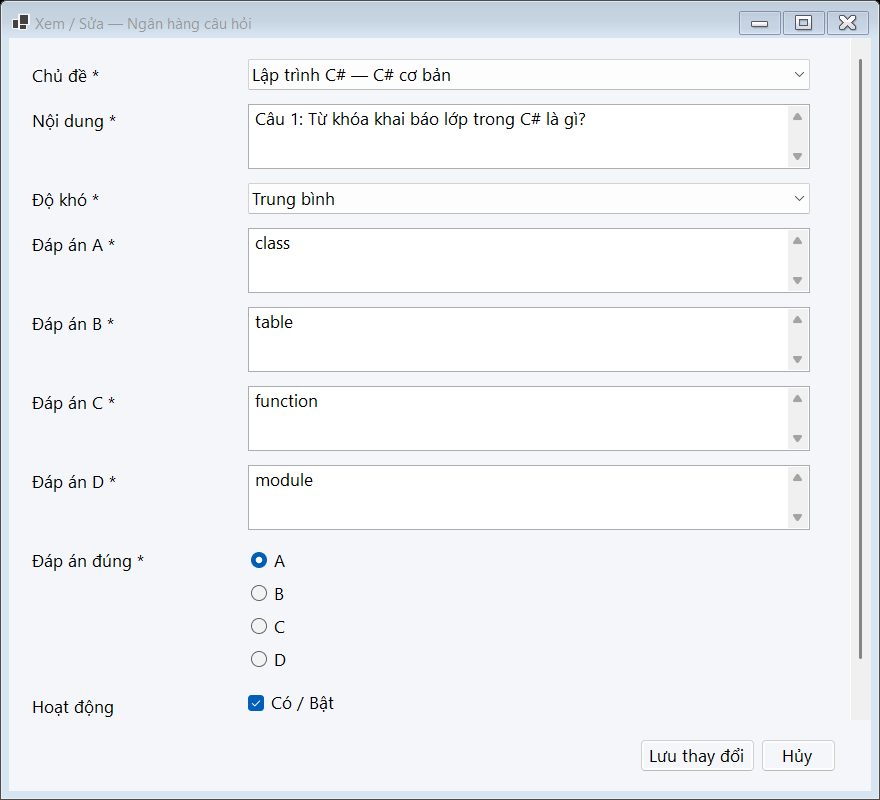 Xem / Sửa — Ngân hàng câu hỏi
Chủ đề * Lập trình C# — C# cơ bản
Nội dung * Câu 1: Từ khóa khai báo lớp trong C# là gì?
Độ khó * Trung bình
Đáp án A * class
Đáp án B * table
Đáp án C * function
Đáp án D * module
Đáp án đúng * A
B
C
D
Hoạt động Có / Bật
Lưu thay đổi Hủy